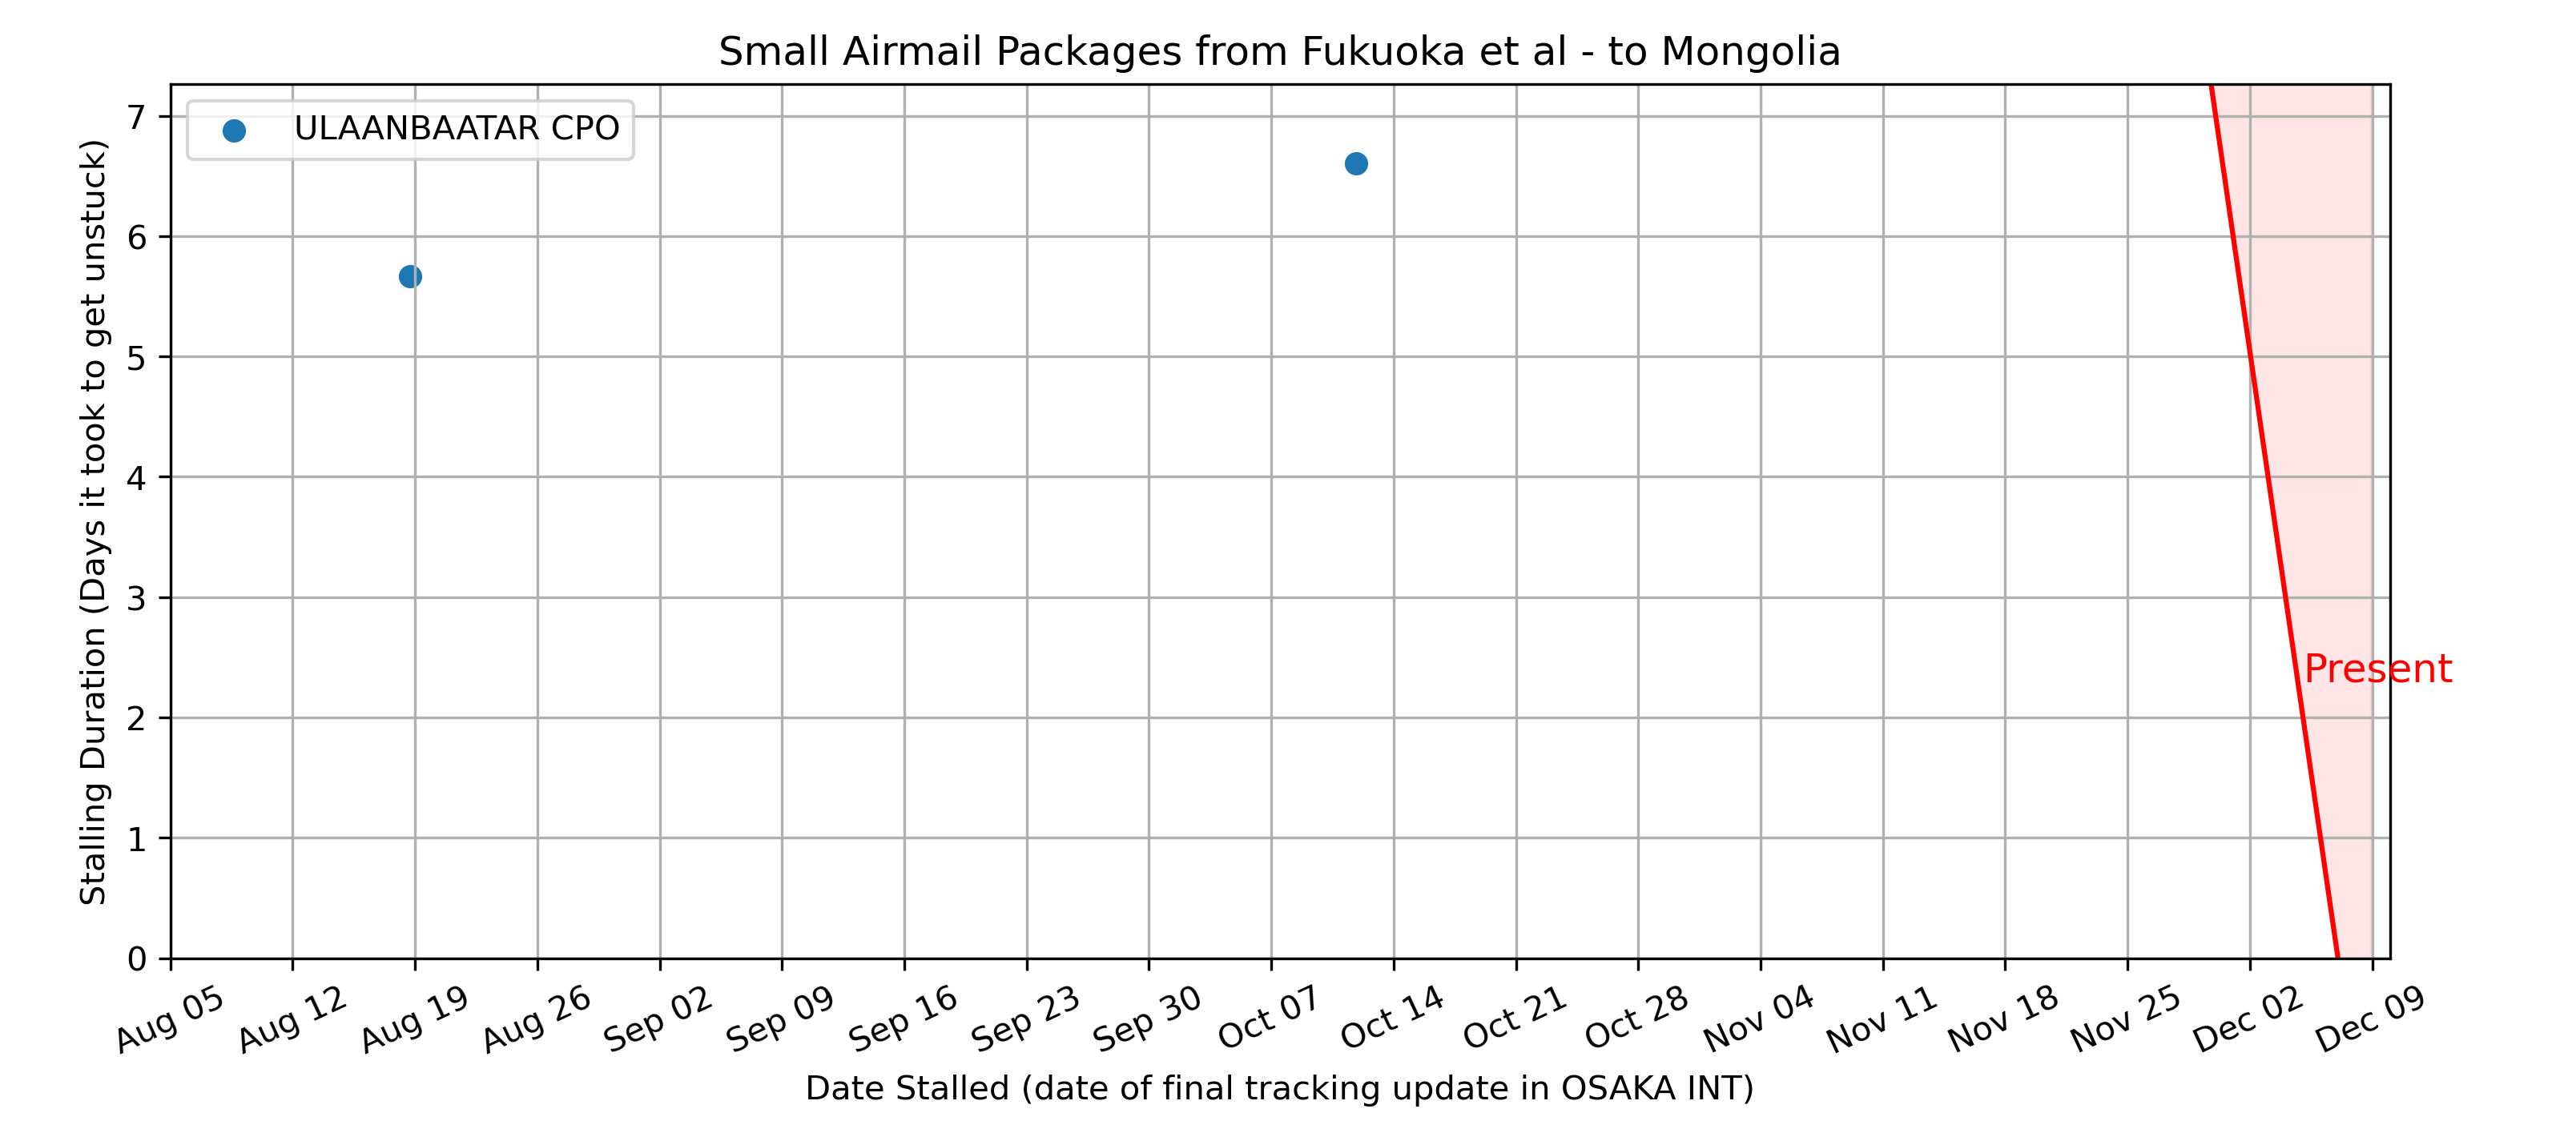 Small Airmail Packages from Fukuoka et al - to Mongolia
ULAANBAATAR CPO
Stalling Duration (Days it took to get unstuck)
7
6
5
4
3
2
1
0
Present
Aug 05
Aug 12
Aug 19
Aug 26
Sep 02
Sep 09
Sep 16
Sep 23
Sep 30
Oct 07
Oct 14
Oct 21
Oct 28
Nov 04
Nov 11
Nov 18
Nov 25
Dec 02
Dec 09
Date Stalled (date of final tracking update in OSAKA INT)